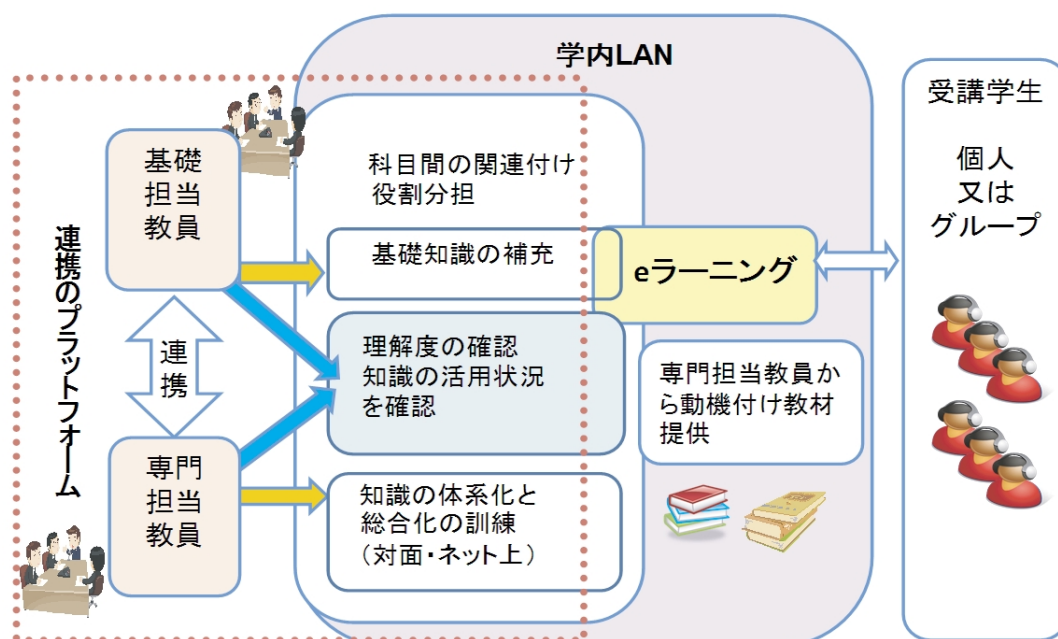 学内LAN
連携のプラットフォーム
基礎
担当
教員
連携
専門
担当
教員
科目間の関連付け
役割分担
基礎知識の補充
理解度の確認
知識の活用状況
を確認
知識の体系化と
総合化の訓練
(対面・ネット上)
eラーニング
専門担当教員か
ら動機付け教材
提供
受講学生
個人
又は
グループ